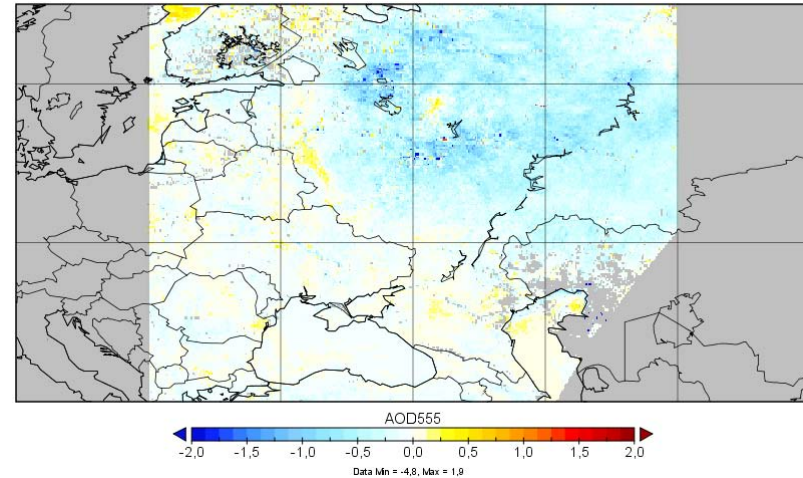 AOD555
-2,0 -1,5 -1,0 -0,5 0,0 0,5 1,0 1,5 2,0
Data Min = -4,8, Max = 1,9